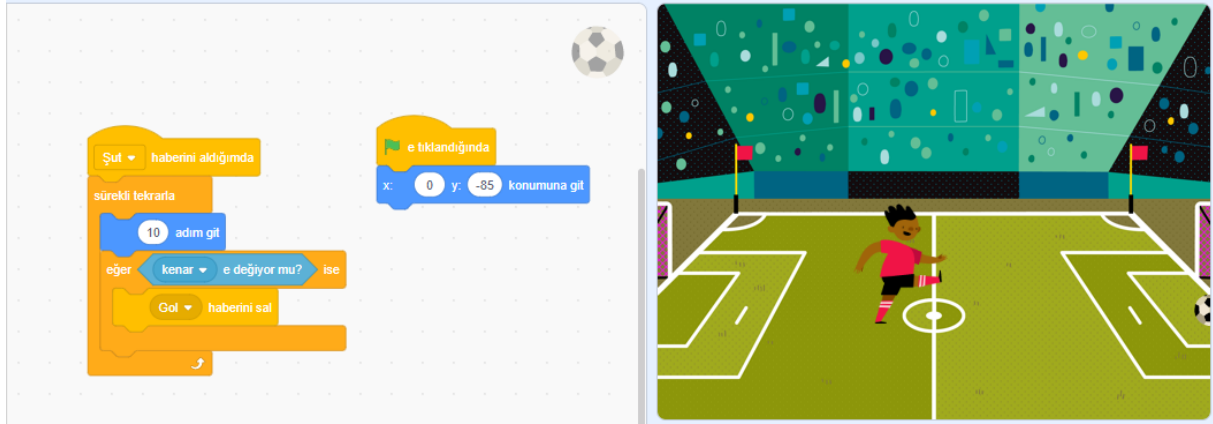 Şut haberini aldığımda
sürekli tekrarla
10 adım git
eğer kenar e değiyor mu? ise
Gol haberini sal
e tıklandığında
x: 0 y: -85 konumuna git